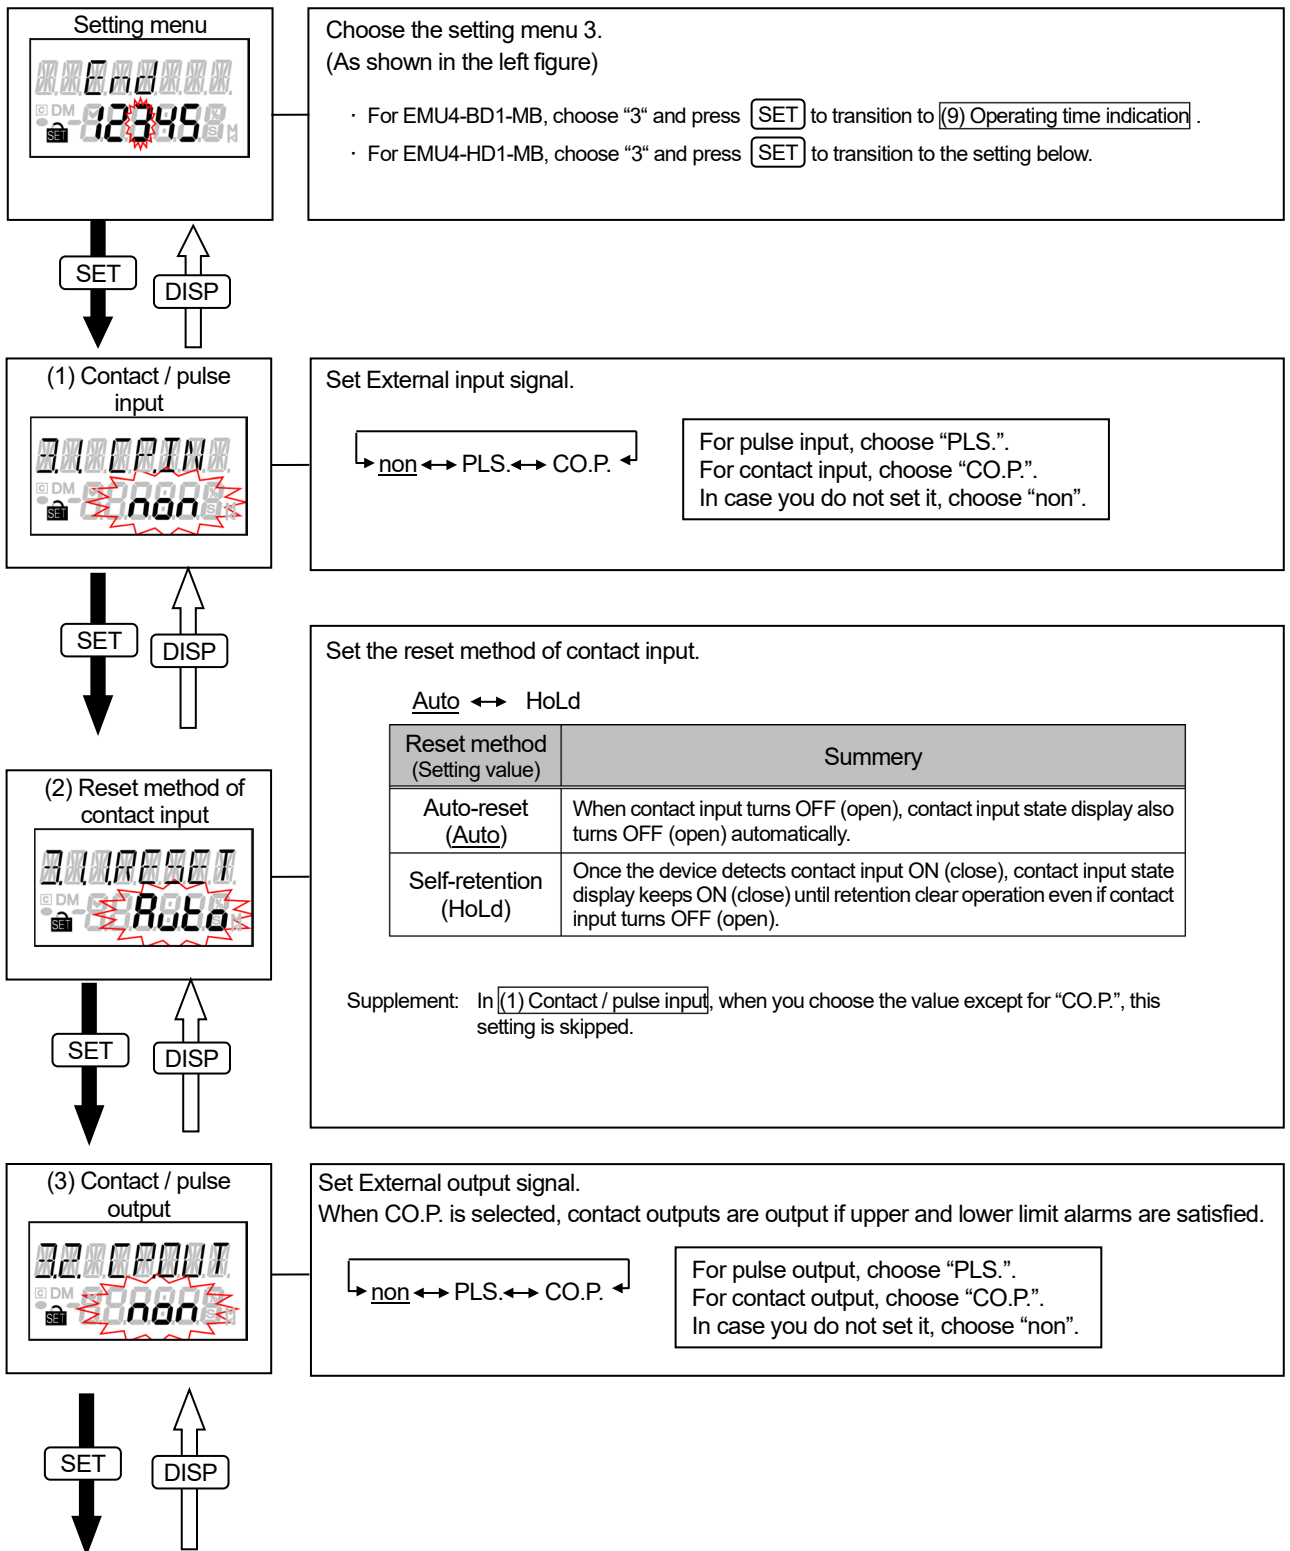 Setting menu
End
12345
SET
Choose the setting menu 3.
(As shown in the left figure)
· For EMU4-BD1-MB, choose “3“ and press SET to transition to (9) Operating time indication .
· For EMU4-HD1-MB, choose “3“ and press SET to transition to the setting below.
SET
DISP
(1) Contact / pulse
input
3.1. CP.IN
non
SET
Set External input signal.
non PLS. CO.P.
For pulse input, choose “PLS.”.
For contact input, choose “CO.P.”.
In case you do not set it, choose “non”.
SET
DISP
(2) Reset method of
contact input
3.1.1.RESET
Auto
SET
Set the reset method of contact input.
Auto HoLd
Reset method
(Setting value)
Summery
Auto-reset
(Auto)
When contact input turns OFF (open), contact input state display also
turns OFF (open) automatically.
Self-retention
(HoLd)
Once the device detects contact input ON (close), contact input state
display keeps ON (close) until retention clear operation even if contact
input turns OFF (open).
Supplement: In (1) Contact / pulse input, when you choose the value except for “CO.P.”, this
setting is skipped.
SET
DISP
(3) Contact / pulse
output
3.2. CP.OUT
non
SET
Set External output signal.
When CO.P. is selected, contact outputs are output if upper and lower limit alarms are satisfied.
non PLS. CO.P.
For pulse output, choose “PLS.”.
For contact output, choose “CO.P.”.
In case you do not set it, choose “non”.
SET
DISP